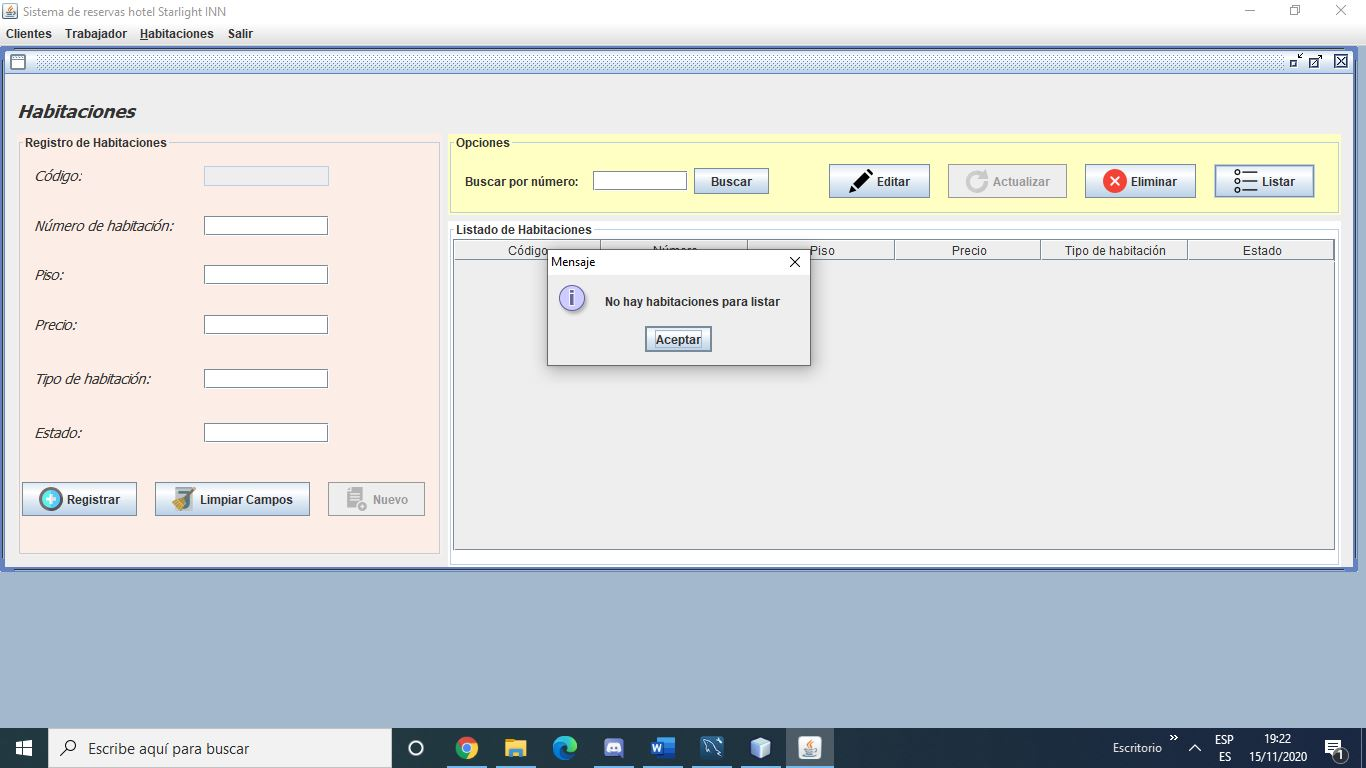 Sistema de reservas hotel Starlight INN
Clientes Trabajador Habitaciones Salir
Habitaciones
Registro de Habitaciones
Código:
Número de habitación:
Piso:
Precio:
Tipo de habitación:
Estado:
Registrar Limpiar Campos Nuevo
Opciones
Buscar por número: Buscar Editar Actualizar Eliminar Listar
Listado de Habitaciones
Código Número Piso Precio Tipo de habitación Estado
Mensaje
No hay habitaciones para listar
Aceptar
Escribe aquí para buscar
Escritorio
ESP
ES
19:22
15/11/2020
1